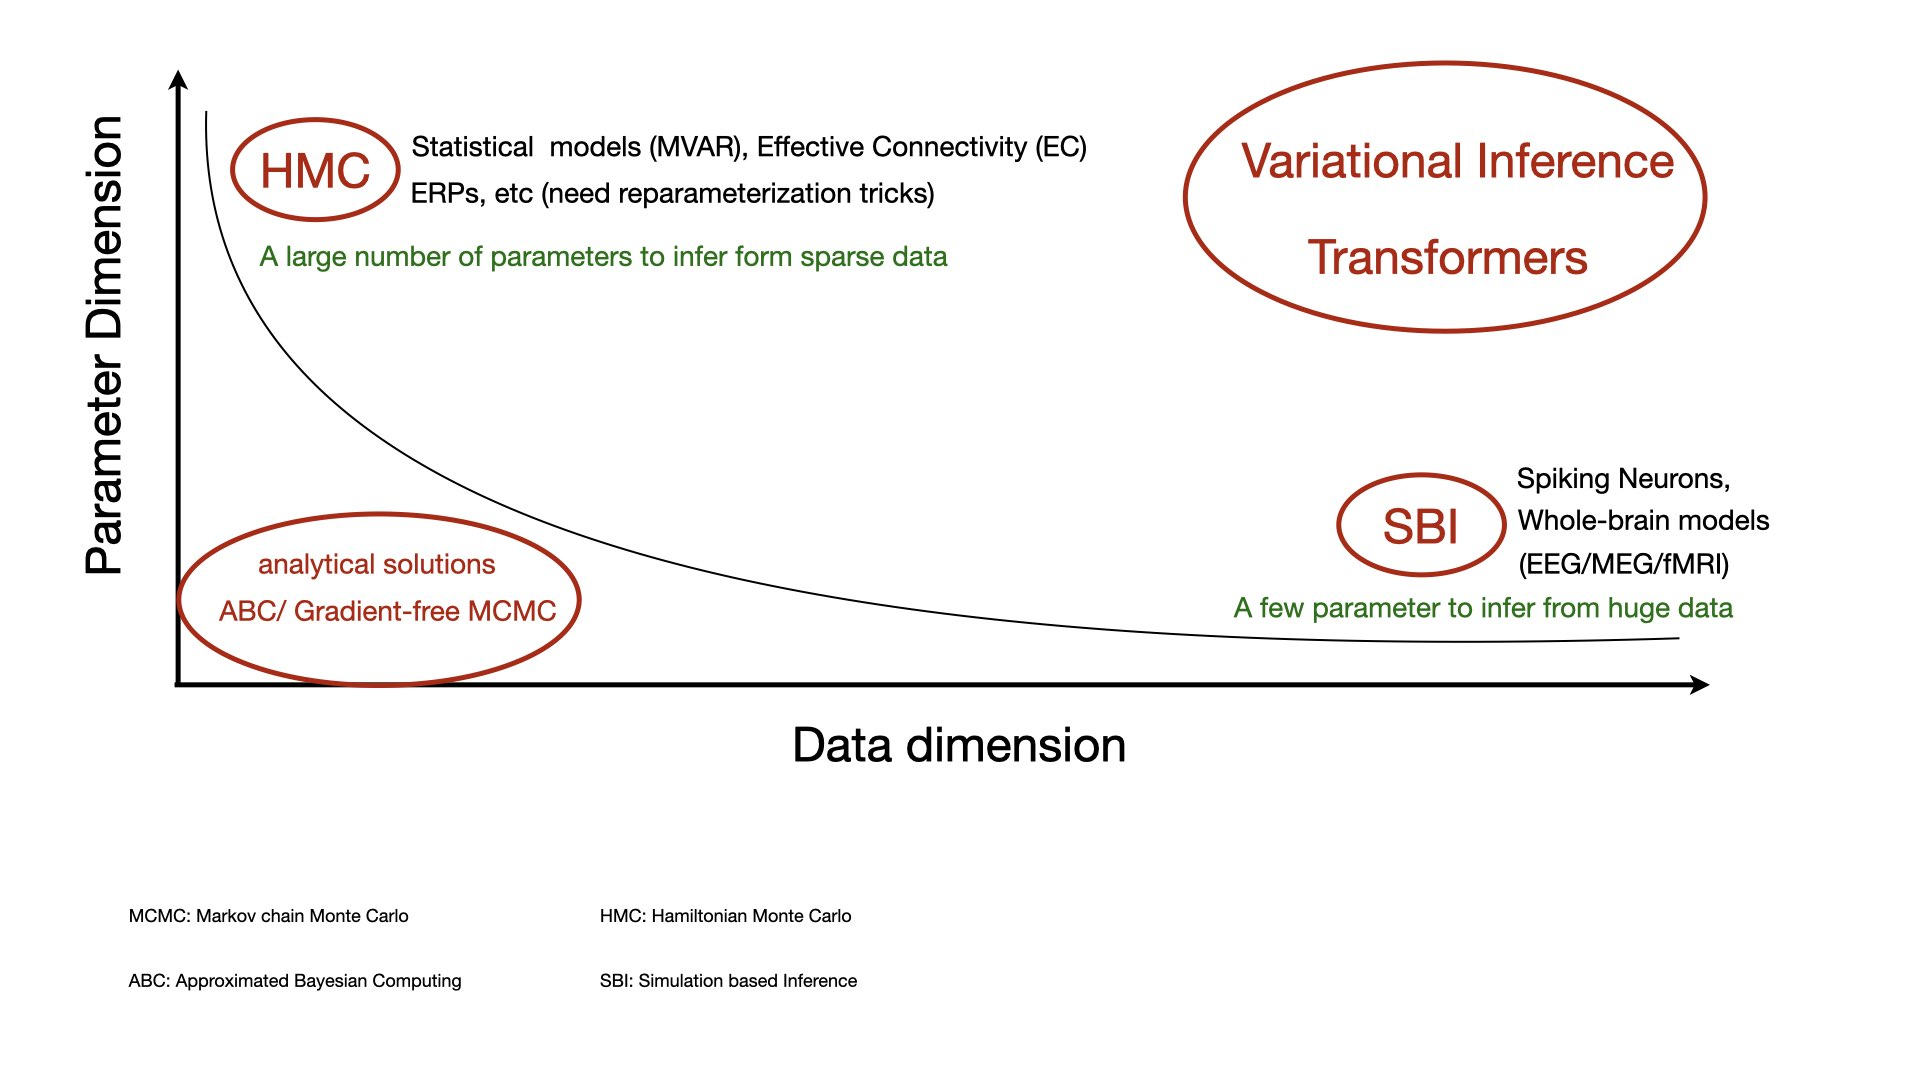 Parameter Dimension
HMC
Statistical  models (MVAR), Effective Connectivity (EC)
ERPs, etc (need reparameterization tricks)
A large number of parameters to infer form sparse data
Variational Inference
Transformers
analytical solutions
ABC/ Gradient-free MCMC
SBI
Spiking Neurons,
Whole-brain models
(EEG/MEG/fMRI)
A few parameter to infer from huge data
Data dimension
MCMC: Markov chain Monte Carlo
HMC: Hamiltonian Monte Carlo
ABC: Approximated Bayesian Computing
SBI: Simulation based Inference